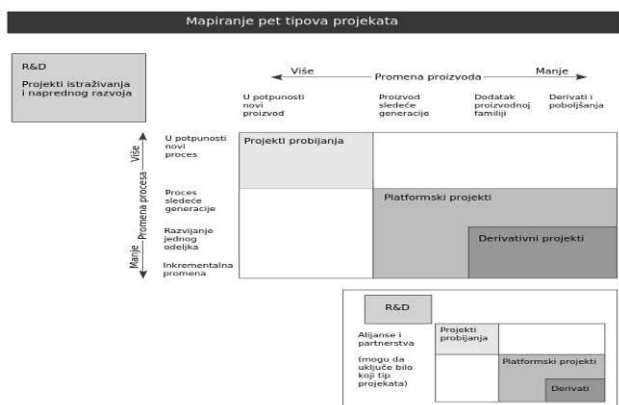 Mapiranje pet tipova projekata
R&D
Projekti istraživanja
i naprednog razvoja
Više
Promena proizvoda
Manje
U potpunosti
novi
proizvod
Proizvod
sledeće
generacije
Dodatak
proizvodnoj
familiji
Derivati i
poboljšanja
Više
Promena procesa
Manje
U potpunosti
novi
proces
Proces
sledeće
generacije
Razvijanje
jednog
odeljka
Inkrementalna
promena
Projekti probijanja
Platformski projekti
Derivativni projekti
R&D
Alijanse i
partnerstva
(mogu da
uključe bilo
koji tip
projekata)
Projekti
probijanja
Platformski projekti
Derivati